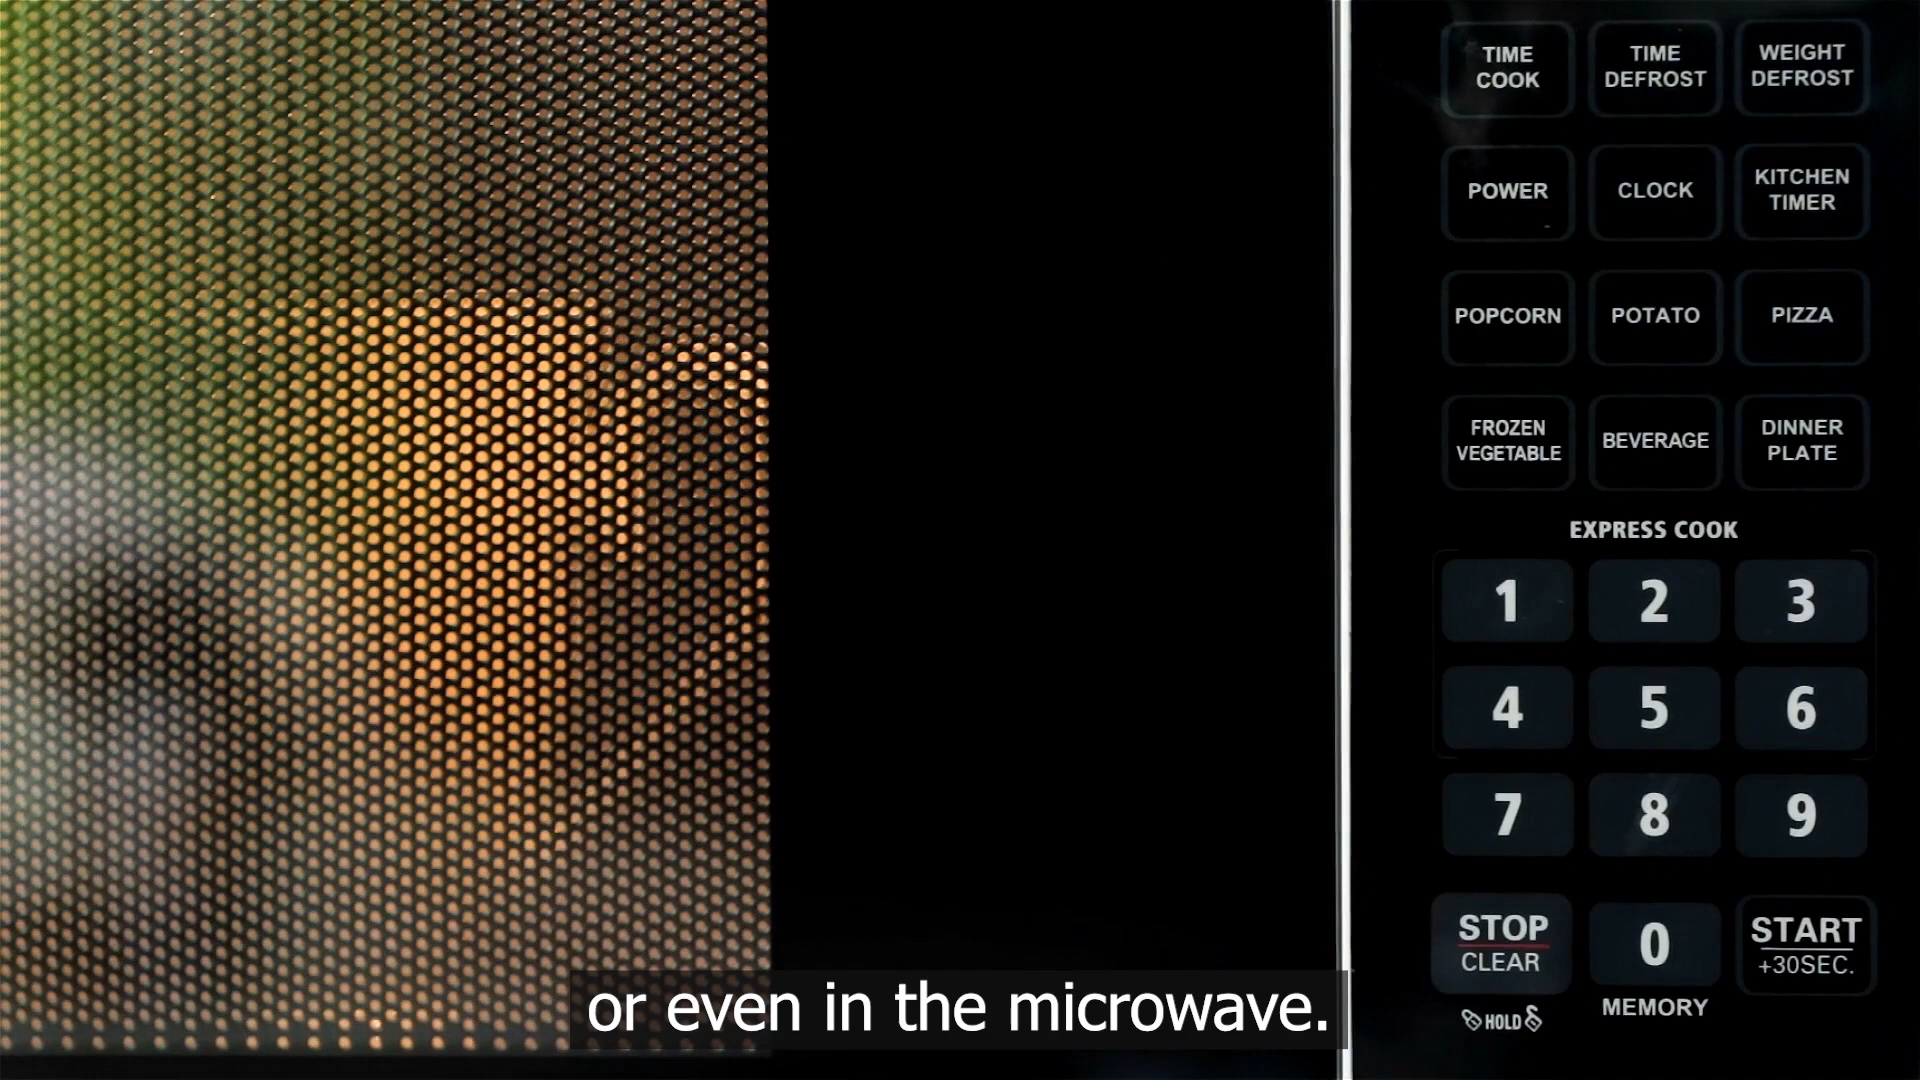 TIME
COOK
TIME
DEFROST
WEIGHT
DEFROST
POWER
CLOCK
KITCHEN
TIMER
POPCORN
POTATO
PIZZA
FROZEN
VEGETABLE
BEVERAGE
DINNER
PLATE
EXPRESS COOK
1
2
3
4
5
6
7
8
9
STOP
CLEAR
0
START
+30SEC.
HOLD
MEMORY
or even in the microwave.